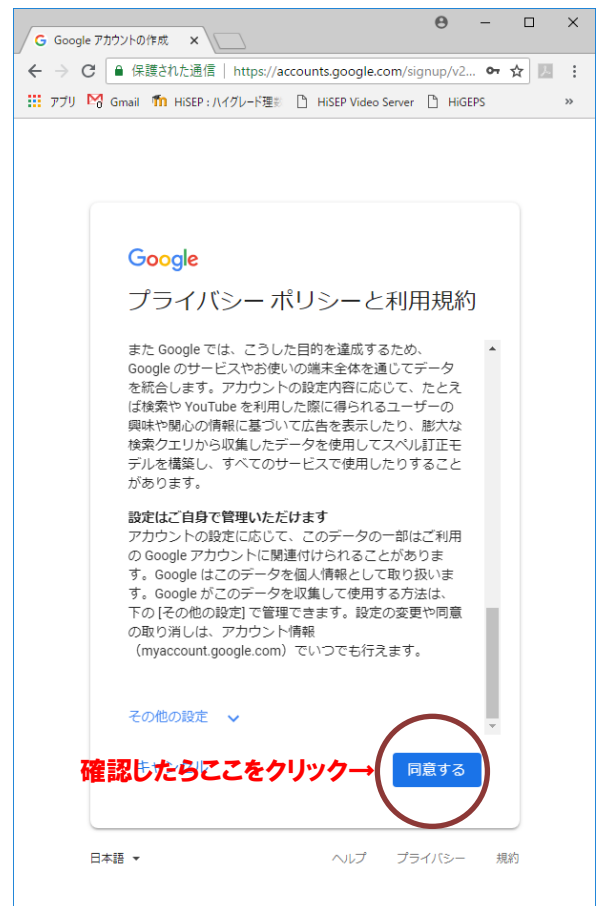 Google アカウントの作成
保護された通信 | https://accounts.google.com/signup/v2...
アプリ Gmail HiSEP : ハイグレード理 HiSEP Video Server HiGEPS »
Google
プライバシー ポリシーと利用規約
また Google では、こうした目的を達成するため、
Google のサービスやお使いの端末全体を通じてデータ
を統合します。アカウントの設定内容に応じて、たとえ
ば検索や YouTube を利用した際に得られるユーザーの
興味や関心の情報に基づいて広告を表示したり、膨大な
検索クエリから収集したデータを使用してスペル訂正モ
デルを構築し、すべてのサービスで使用したりすること
があります。
設定はご自身で管理いただけます
アカウントの設定に応じて、このデータの一部はご利用
の Google アカウントに関連付けられることがありま
す。Google はこのデータを個人情報として取り扱いま
す。Google がこのデータを収集して使用する方法は、
下の [その他の設定] で管理できます。設定の変更や同意
の取り消しは、アカウント情報
（myaccount.google.com）でいつでも行えます。
その他の設定
キャンセル
確認したらここをクリック→
同意する
日本語 ヘルプ プライバシー 規約